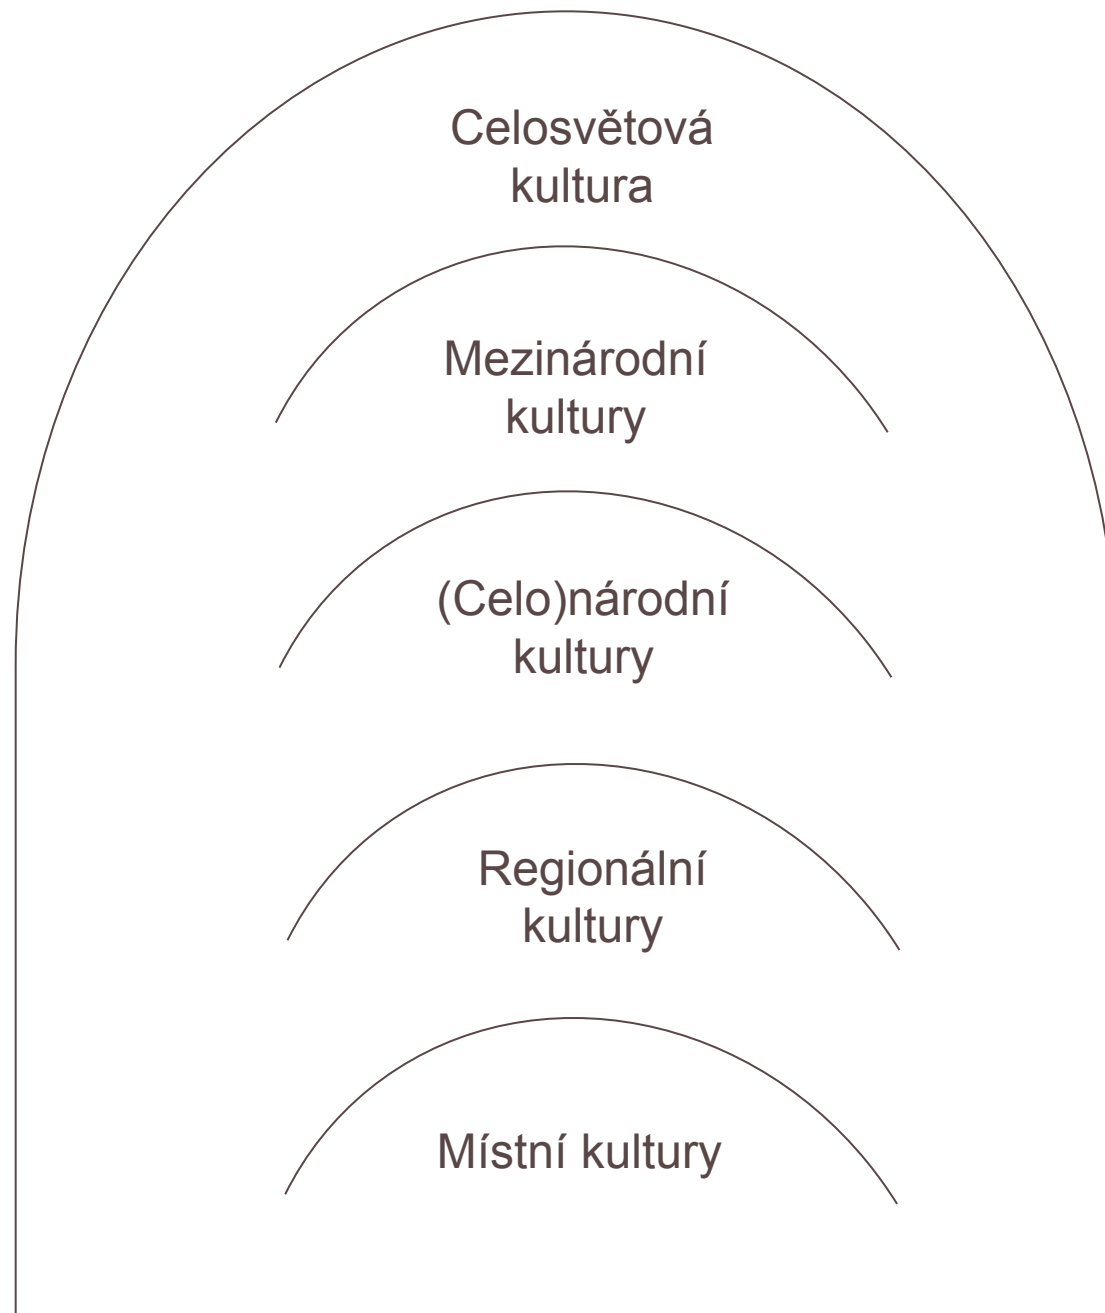 Celosvětová
kultura
Mezinárodní
kultury
(Celo)národní
kultury
Regionální
kultury
Místní kultury